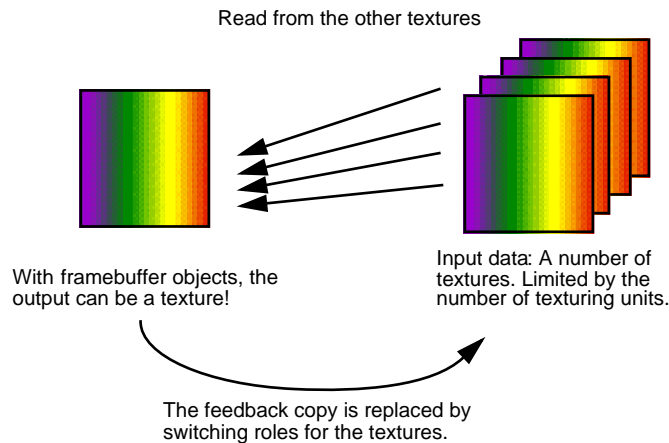 Read from the other textures
With framebuffer objects, the
output can be a texture!
Input data: A number of
textures. Limited by the
number of texturing units.
The feedback copy is replaced by
switching roles for the textures.